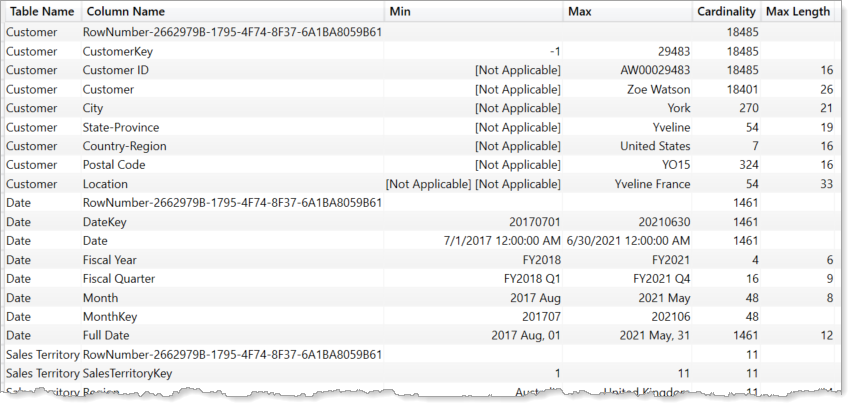 Table Name Column Name Min Max Cardinality Max Length
Customer RowNumber-2662979B-1795-4F74-8F37-6A1BA8059B61 18485
Customer CustomerKey -1 29483 18485
Customer Customer ID [Not Applicable] AW00029483 18485 16
Customer Customer [Not Applicable] Zoe Watson 18401 26
Customer City [Not Applicable] York 270 21
Customer State-Province [Not Applicable] Yveline 54 19
Customer Country-Region [Not Applicable] United States 7 16
Customer Postal Code [Not Applicable] YO15 324 16
Customer Location [Not Applicable] [Not Applicable] Yveline France 54 33
Date RowNumber-2662979B-1795-4F74-8F37-6A1BA8059B61 1461
Date DateKey 20170701 20210630 1461
Date Date 7/1/2017 12:00:00 AM 6/30/2021 12:00:00 AM 1461
Date Fiscal Year FY2018 FY2021 4 6
Date Fiscal Quarter FY2018 Q1 FY2021 Q4 16 9
Date Month 2017 Aug 2021 May 48 8
Date MonthKey 201707 202106 48
Date Full Date 2017 Aug, 01 2021 May, 31 1461 12
Sales Territory RowNumber-2662979B-1795-4F74-8F37-6A1BA8059B61 11
Sales Territory SalesTerritoryKey 1 11 11
Sales Territory Region United Kingdom 11